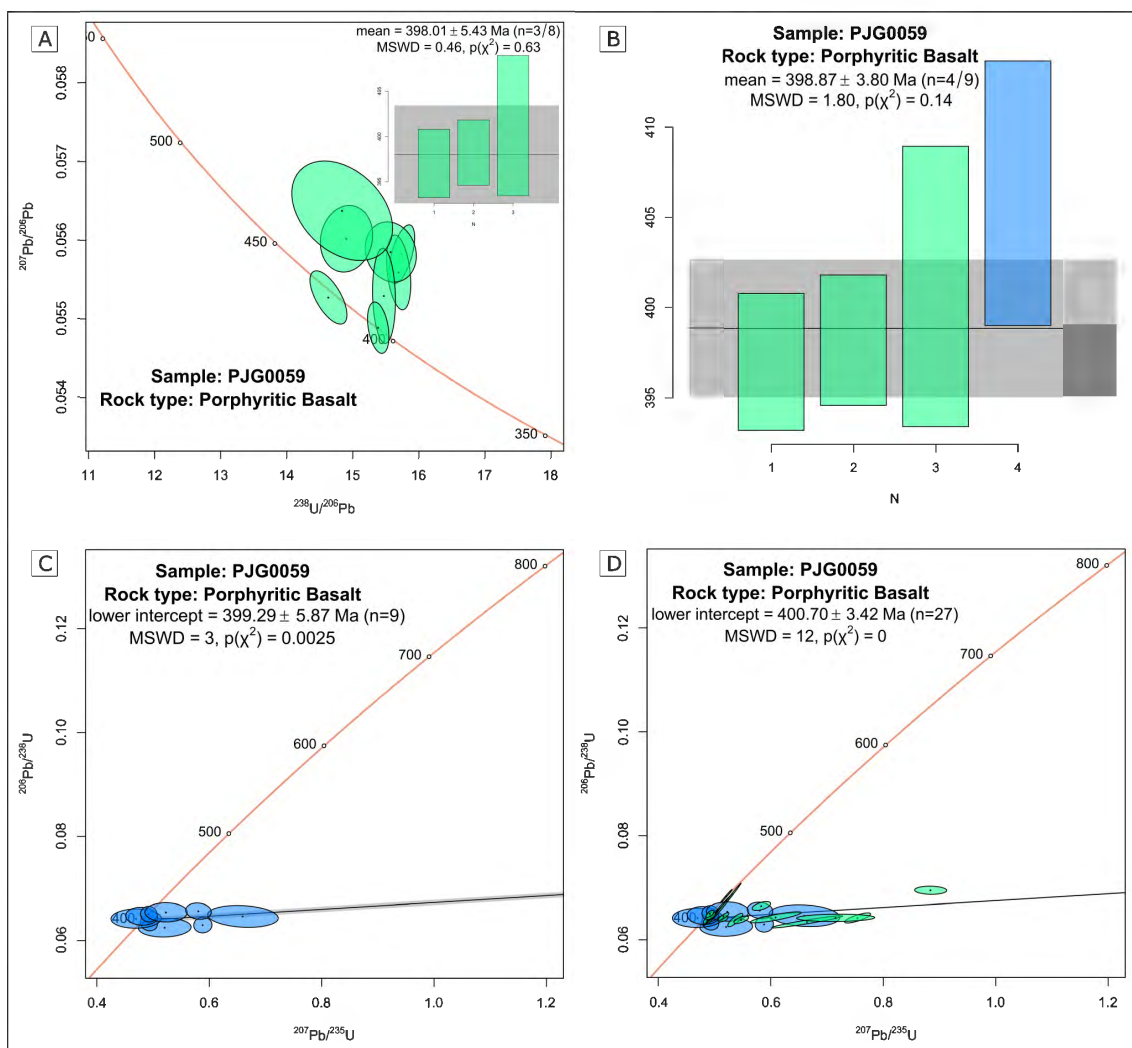 A
mean = 398.01 ± 5.43 Ma (n=3/8)
MSWD = 0.46, p(χ²) = 0.63
405
400
395
1
2
3
N
500
450
400
350
0.058
0.057
0.056
0.055
0.054
²⁰⁷Pb/²⁰⁶Pb
Sample: PJG0059
Rock type: Porphyritic Basalt
11
12
13
14
15
16
17
18
²³⁸U/²⁰⁶Pb
B
Sample: PJG0059
Rock type: Porphyritic Basalt
mean = 398.87 ± 3.80 Ma (n=4/9)
MSWD = 1.80, p(χ²) = 0.14
410
405
400
395
1
2
3
4
N
C
Sample: PJG0059
Rock type: Porphyritic Basalt
lower intercept = 399.29 ± 5.87 Ma (n=9)
MSWD = 3, p(χ²) = 0.0025
800
700
600
500
400
0.12
0.10
0.08
0.06
²⁰⁶Pb/²³⁸U
0.4
0.6
0.8
1.0
1.2
²⁰⁷Pb/²³⁵U
D
Sample: PJG0059
Rock type: Porphyritic Basalt
lower intercept = 400.70 ± 3.42 Ma (n=27)
MSWD = 12, p(χ²) = 0
800
700
600
500
400
0.12
0.10
0.08
0.06
²⁰⁶Pb/²³⁸U
0.4
0.6
0.8
1.0
1.2
²⁰⁷Pb/²³⁵U